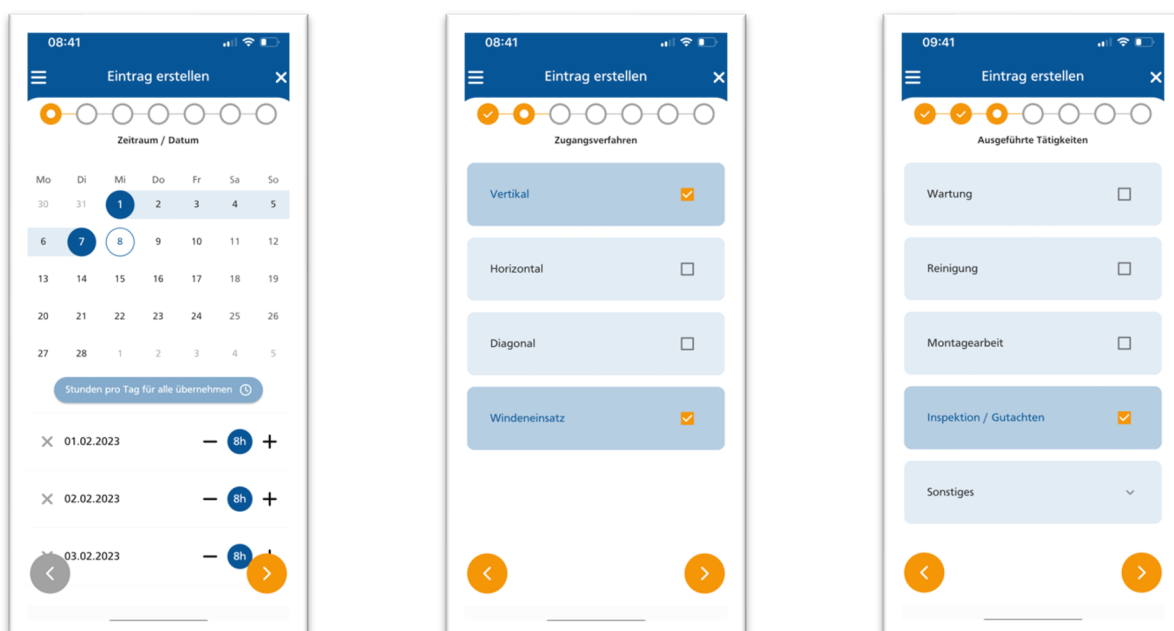 08:41
Eintrag erstellen
Zeitraum / Datum
Mo Di Mi Do Fr Sa So
30 31 1 2 3 4 5
6 7 8 9 10 11 12
13 14 15 16 17 18 19
20 21 22 23 24 25 26
27 28 1 2 3 4 5
Stunden pro Tag für alle übernehmen
01.02.2023 8h
02.02.2023 8h
03.02.2023 8h
08:41
Eintrag erstellen
Zugangsverfahren
Vertikal
Horizontal
Diagonal
Windeneinsatz
09:41
Eintrag erstellen
Ausgeführte Tätigkeiten
Wartung
Reinigung
Montagearbeit
Inspektion / Gutachten
Sonstiges